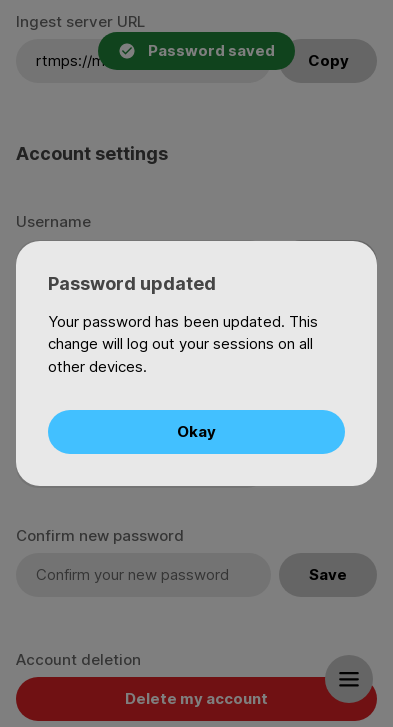 Ingest server URL
Password saved
rtmps://m
Copy
Account settings
Username
Password updated
Your password has been updated. This
change will log out your sessions on all
other devices.
Okay
Confirm new password
Confirm your new password
Save
Account deletion
Delete my account